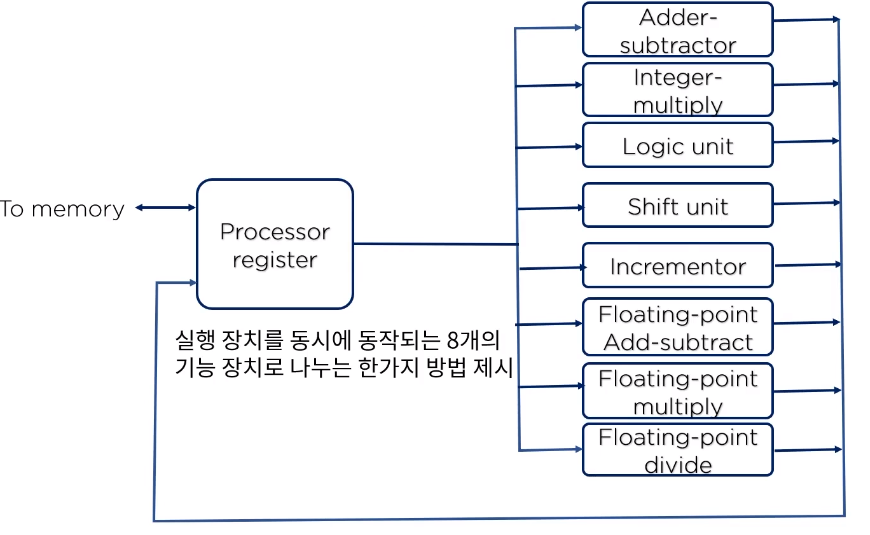 Adder-
subtractor
Integer-
multiply
Logic unit
Shift unit
To memory
Processor
register
Incrementor
Floating-point
Add-subtract
실행 장치를 동시에 동작되는 8개의
기능 장치로 나누는 한가지 방법 제시
Floating-point
multiply
Floating-point
divide